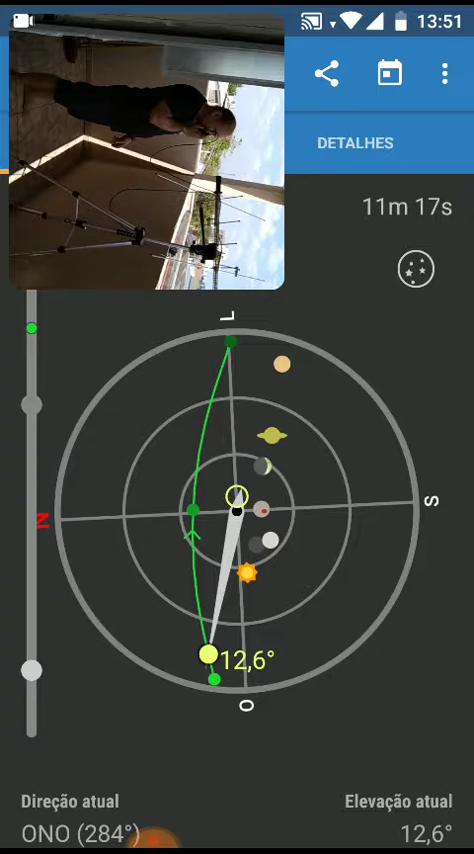 13:51
DETALHES
11m 17s
L
S
N
12,6°
O
Direção atual
Elevação atual
ONO (284°)
12,6°